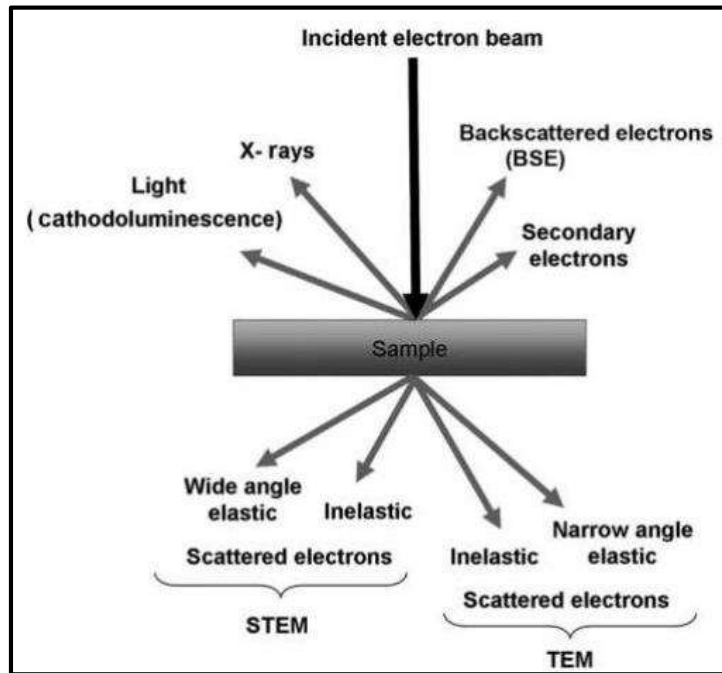 Incident electron beam
X- rays
Backscattered electrons
(BSE)
Light
( cathodoluminescence)
Secondary
electrons
Sample
Wide angle
elastic
Inelastic
Scattered electrons
STEM
Inelastic
Narrow angle
elastic
Scattered electrons
TEM